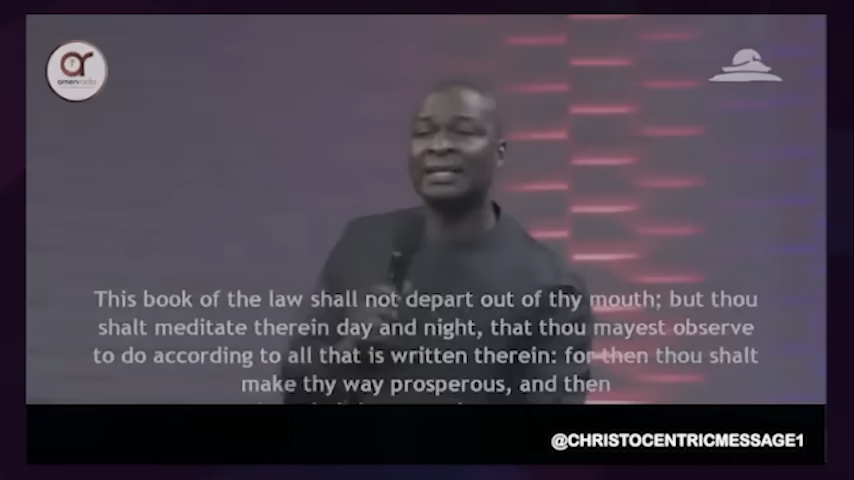 ar
This book of the law shall not depart out of thy mouth; but thou
shalt meditate therein day and night, that thou mayest observe
to do according to all that is written therein: for then thou shalt
make thy way prosperous, and then
@CHRISTOCENTRICMESSAGE1